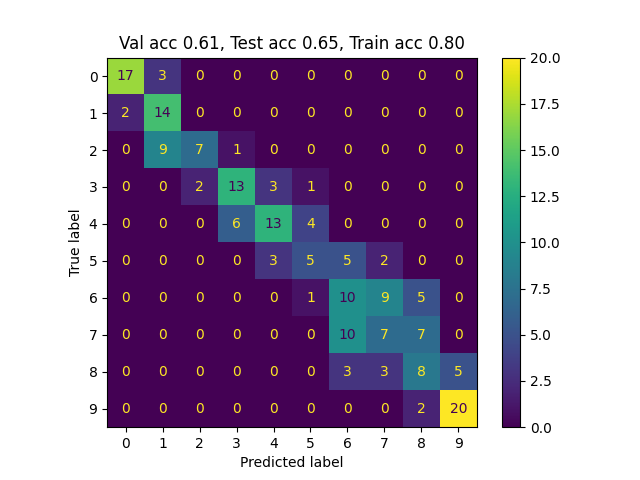 Val acc 0.61, Test acc 0.65, Train acc 0.80
0 17 3 0 0 0 0 0 0 0 0
1 2 14 0 0 0 0 0 0 0 0
2 0 9 7 1 0 0 0 0 0 0
3 0 0 2 13 3 1 0 0 0 0
4 0 0 0 6 13 4 0 0 0 0
5 0 0 0 0 3 5 5 2 0 0
6 0 0 0 0 0 1 10 9 5 0
7 0 0 0 0 0 0 10 7 7 0
8 0 0 0 0 0 0 3 3 8 5
9 0 0 0 0 0 0 0 0 2 20
0 1 2 3 4 5 6 7 8 9
Predicted label
True label
20.0
17.5
15.0
12.5
10.0
7.5
5.0
2.5
0.0